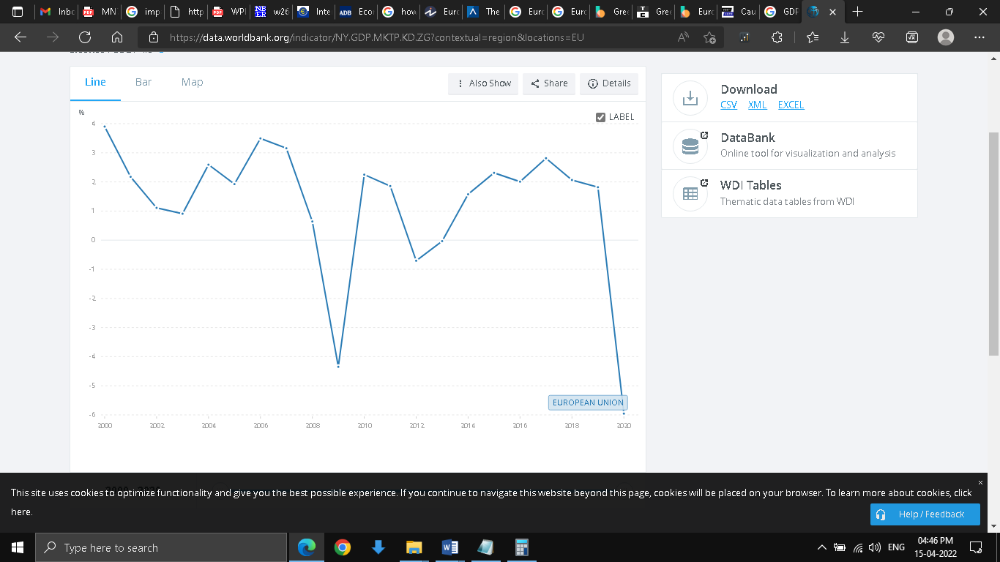 Inbo
MN
imp
http
WPI
w26
Inte
Ecor
how
Euro
The
Euro
Euro
Gree
Gree
Euro
Cau
GDP
https://data.worldbank.org/indicator/NY.GDP.MKTP.KD.ZG?contextual=region&locations=EU
Line Bar Map
Also Show Share Details
%
LABEL
4
3
2
1
0
-1
-2
-3
-4
-5
-6
EUROPEAN UNION
2000 2002 2004 2006 2008 2010 2012 2014 2016 2018 2020
Download
CSV XML EXCEL
DataBank
Online tool for visualization and analysis
WDI Tables
Thematic data tables from WDI
This site uses cookies to optimize functionality and give you the best possible experience. If you continue to navigate this website beyond this page, cookies will be placed on your browser. To learn more about cookies, click
here.
Help / Feedback
Type here to search
ENG
04:46 PM
15-04-2022